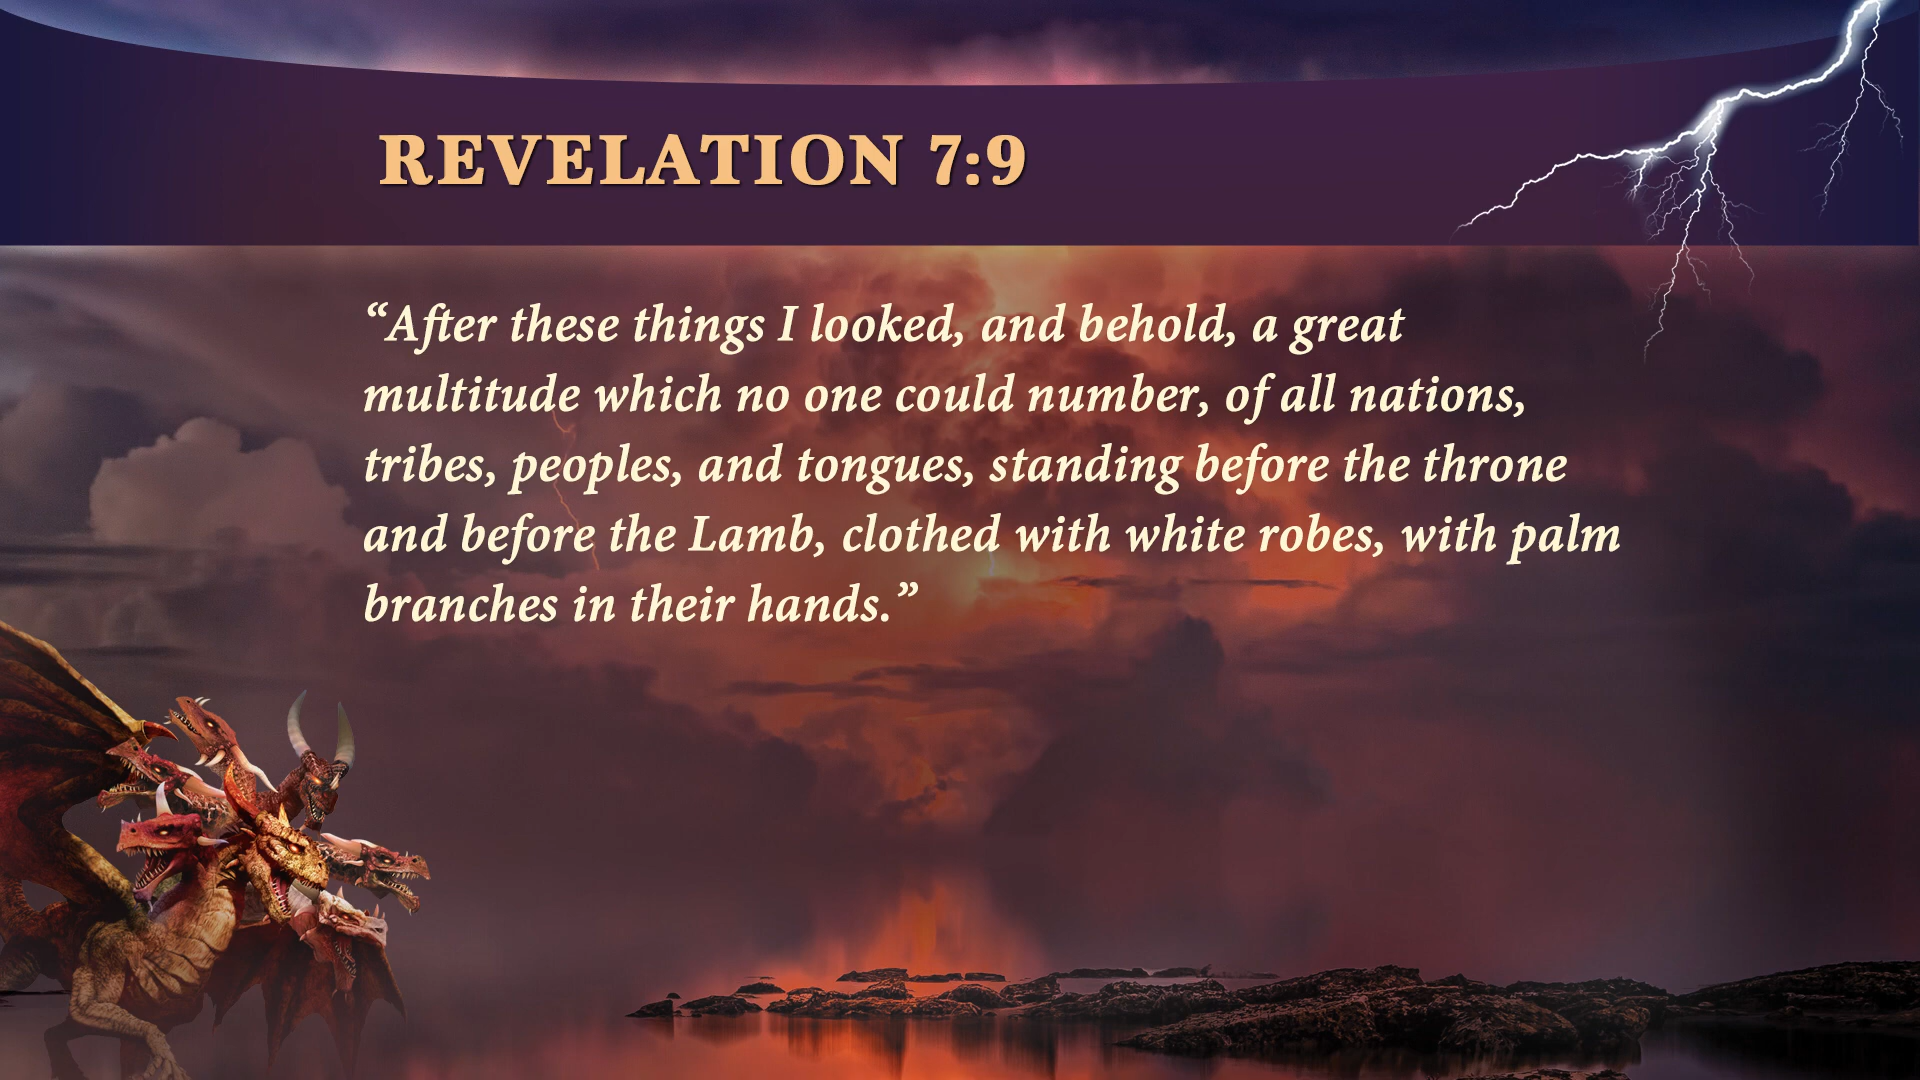 REVELATION 7:9
“After these things I looked, and behold, a great
multitude which no one could number, of all nations,
tribes, peoples, and tongues, standing before the throne
and before the Lamb, clothed with white robes, with palm
branches in their hands.”